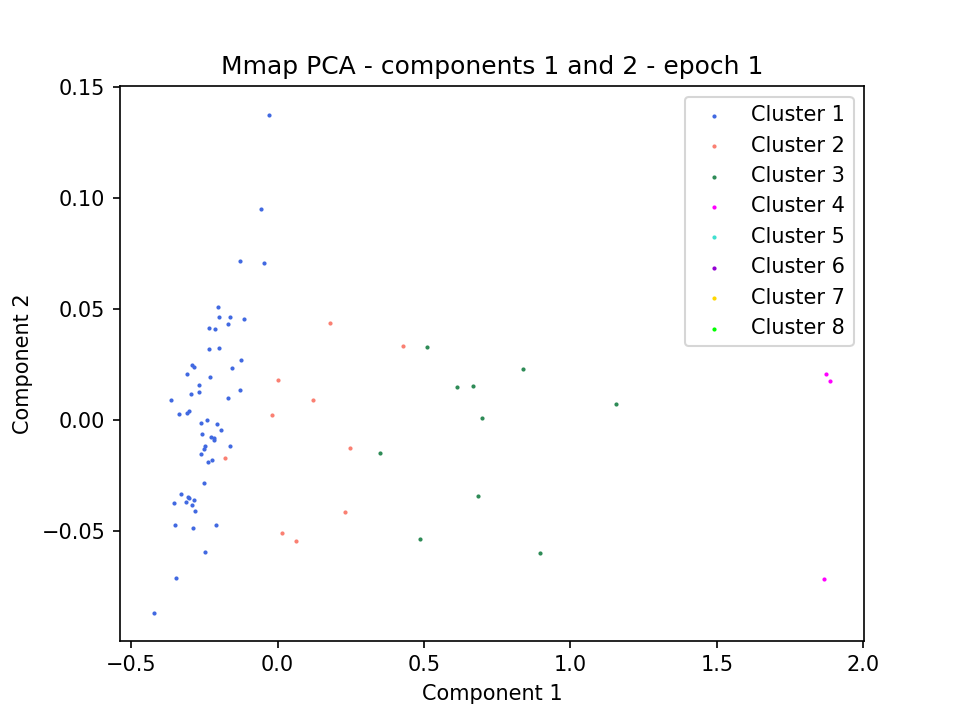 Mmap PCA - components 1 and 2 - epoch 1
0.15
0.10
0.05
0.00
−0.05
Component 2
Cluster 1
Cluster 2
Cluster 3
Cluster 4
Cluster 5
Cluster 6
Cluster 7
Cluster 8
−0.5 0.0 0.5 1.0 1.5 2.0
Component 1